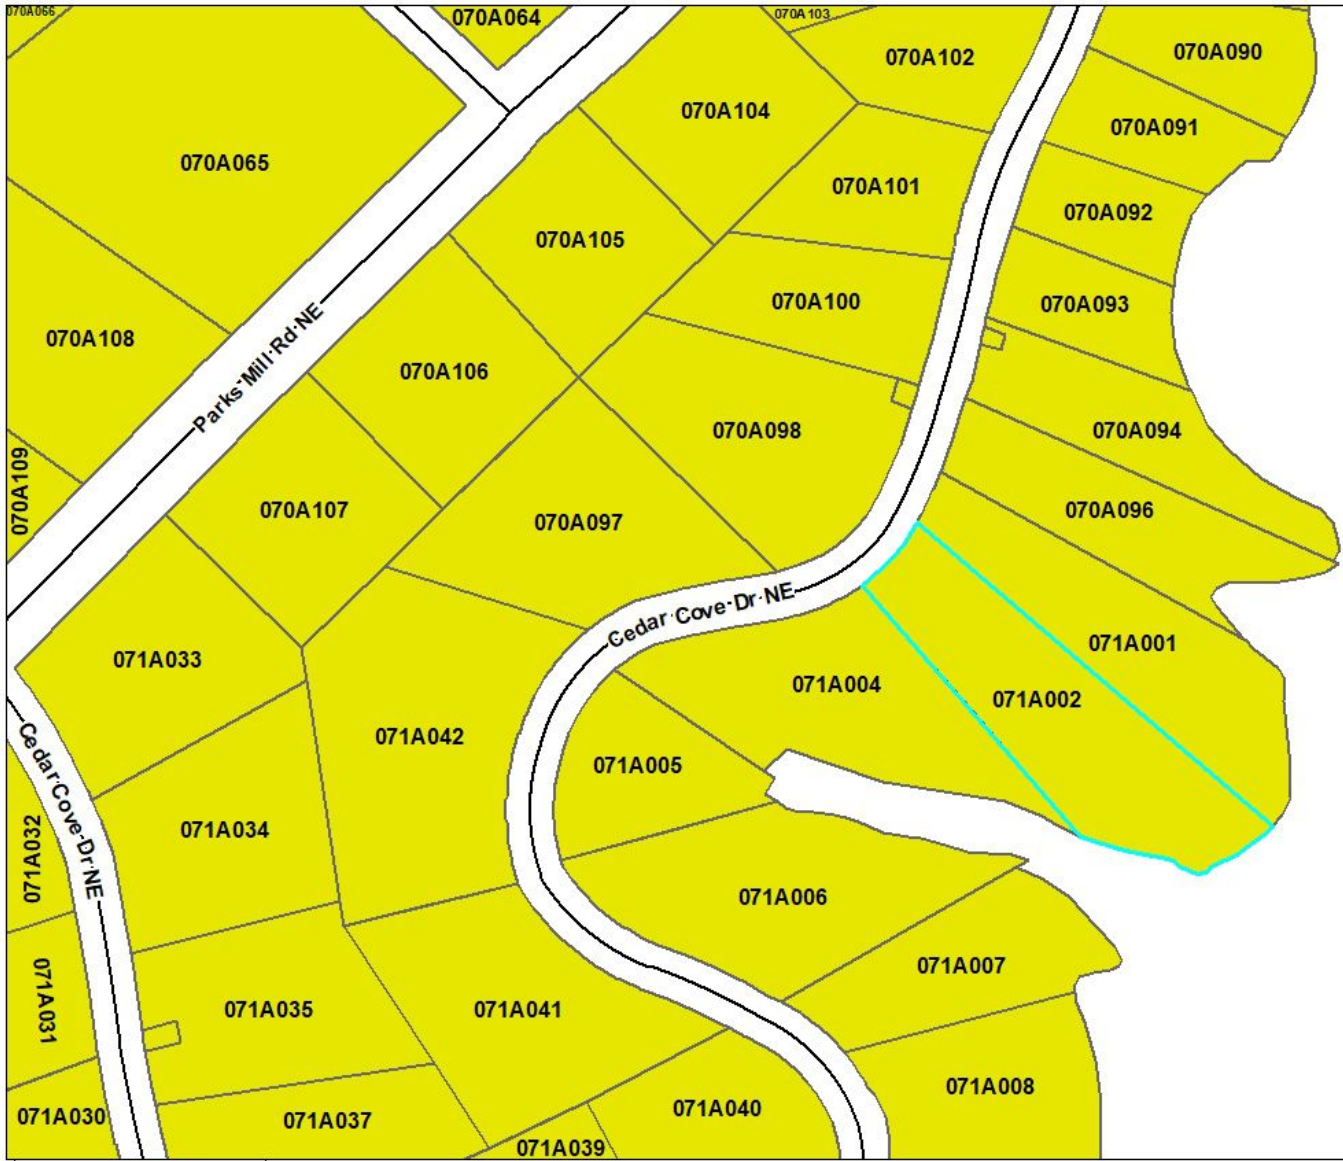 070A066
070A064
070A103
070A102
070A090
070A104
070A091
070A065
070A101
070A092
070A105
070A100
070A093
070A108
Parks Mill Rd NE
070A106
070A098
070A094
070A109
070A107
070A097
070A096
Cedar Cove Dr NE
071A033
071A001
071A004
071A002
071A042
071A005
Cedar Cove Dr NE
071A032
071A034
071A006
071A007
071A031
071A035
071A041
071A008
071A030
071A037
071A040
071A039